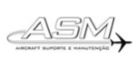 ASM
AIRCRAFT SUPORTE E MANUTENÇÃO